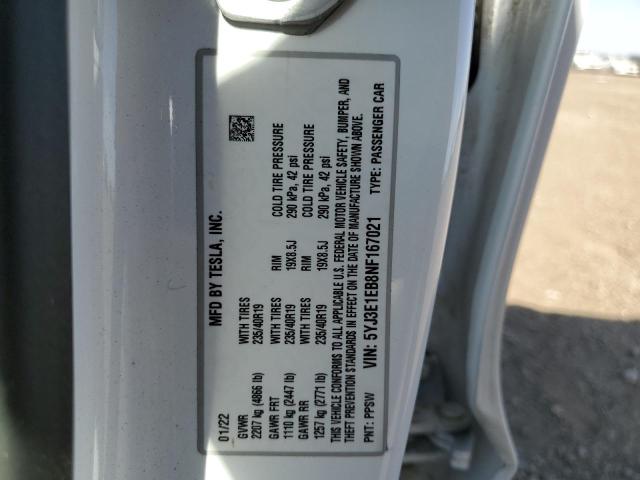 MFD BY TESLA, INC.
01/22
GVWR
2207 kg (4866 lb)
WITH TIRES
235/40R19
GAWR FRT
1110 kg (2447 lb)
WITH TIRES
235/40R19
RIM
19X8.5J
COLD TIRE PRESSURE
290 kPa, 42 psi
GAWR RR
1257 kg (2771 lb)
WITH TIRES
235/40R19
RIM
19X8.5J
COLD TIRE PRESSURE
290 kPa, 42 psi
THIS VEHICLE CONFORMS TO ALL APPLICABLE U.S. FEDERAL MOTOR VEHICLE SAFETY, BUMPER, AND
THEFT PREVENTION STANDARDS IN EFFECT ON THE DATE OF MANUFACTURE SHOWN ABOVE.
VIN: 5YJ3E1EB8NF167021
TYPE: PASSENGER CAR
PNT: PPSW